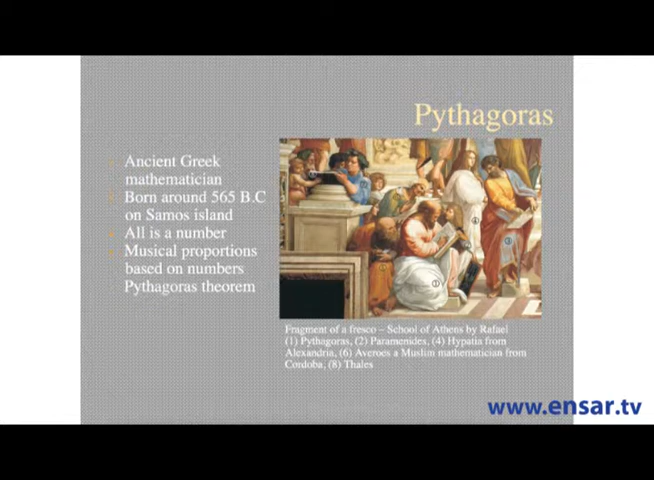 Pythagoras
Ancient Greek
mathematician
Born around 565 B.C
on Samos island
All is a number
Musical proportions
based on numbers
Pythagoras theorem
Fragment of a fresco – School of Athens by Rafael
(1) Pythagoras, (2) Paramenides, (4) Hypatia from
Alexandria, (6) Averoes a Muslim mathematician from
Cordoba, (8) Thales
www.ensar.tv